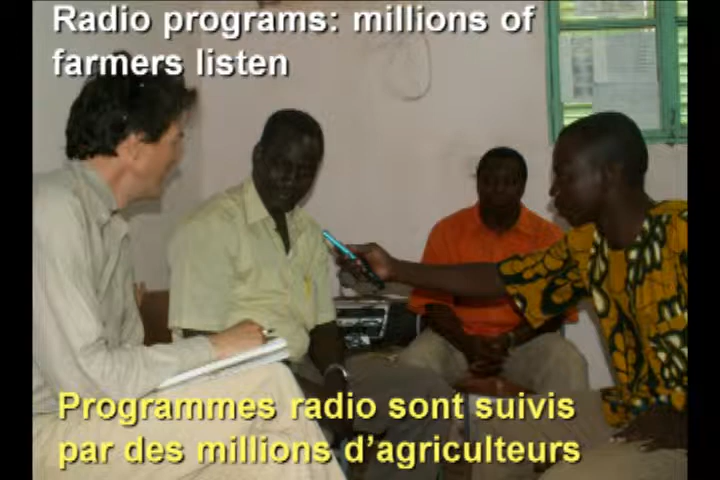 Radio programs: millions of
farmers listen
Programmes radio sont suivis
par des millions d'agriculteurs